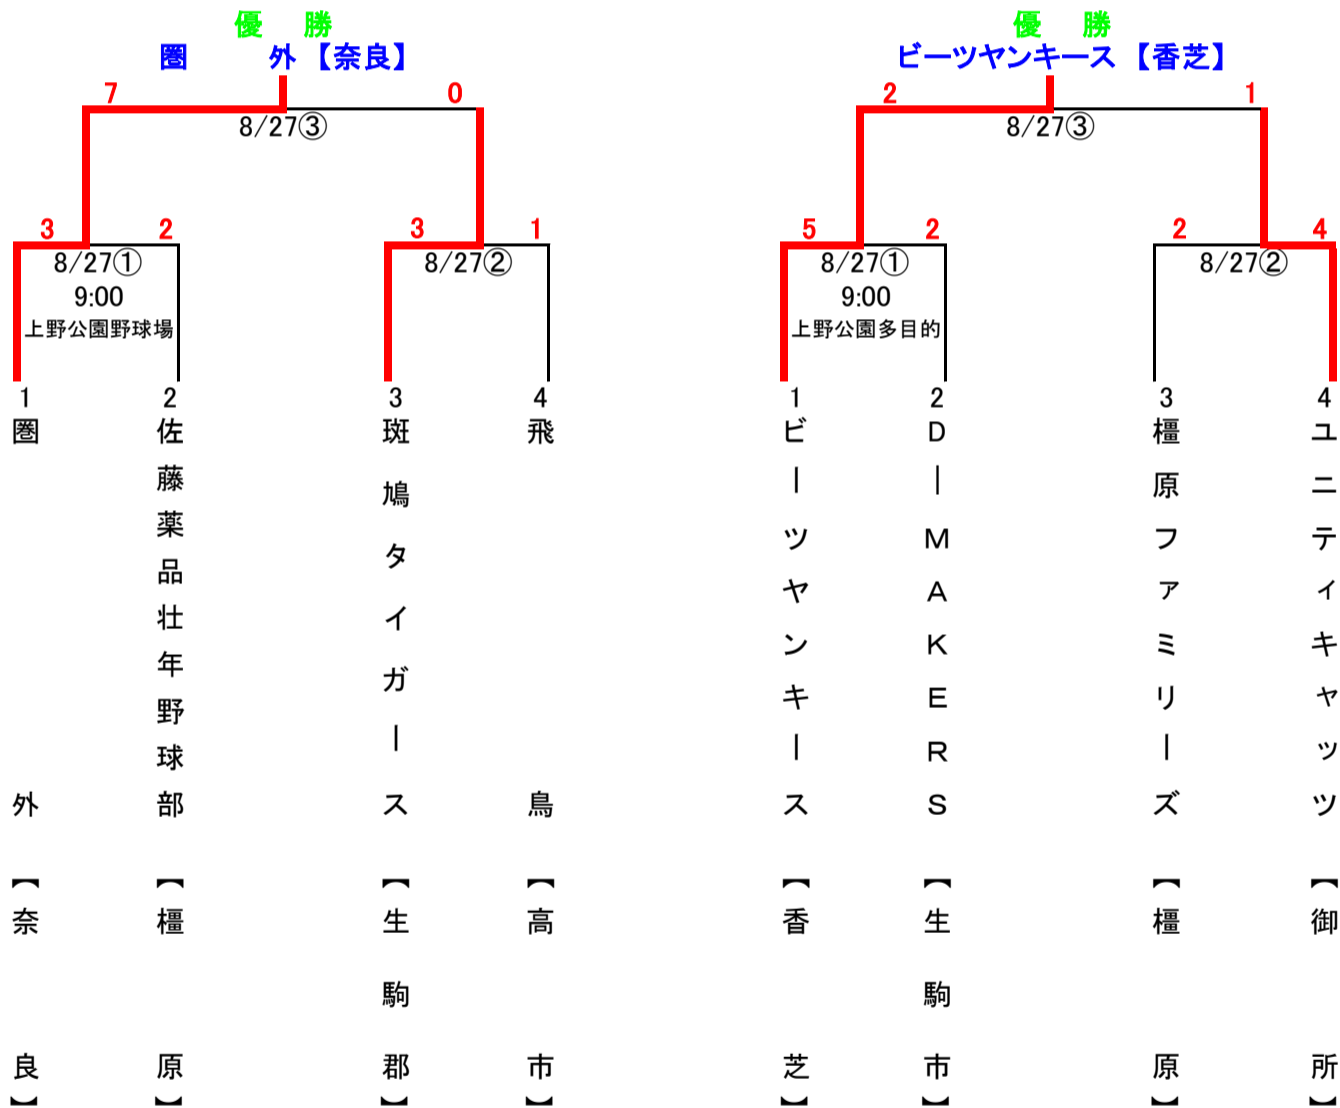 優　勝
圏　外【奈良】
7
0
8/27③
3
2
3
1
8/27①
8/27②
9:00
上野公園野球場
1
2
3
4
圏外【奈良】
佐藤薬品壮年野球部【橿原】
斑鳩タイガース【生駒郡】
飛鳥【高市】
優　勝
ビーツヤンキース【香芝】
2
1
8/27③
5
2
2
4
8/27①
8/27②
9:00
上野公園多目的
1
2
3
4
ビーツヤンキース【香芝】
D－MAKERS【生駒市】
橿原ファミリーズ【橿原】
ユニティキャッツ【御所】